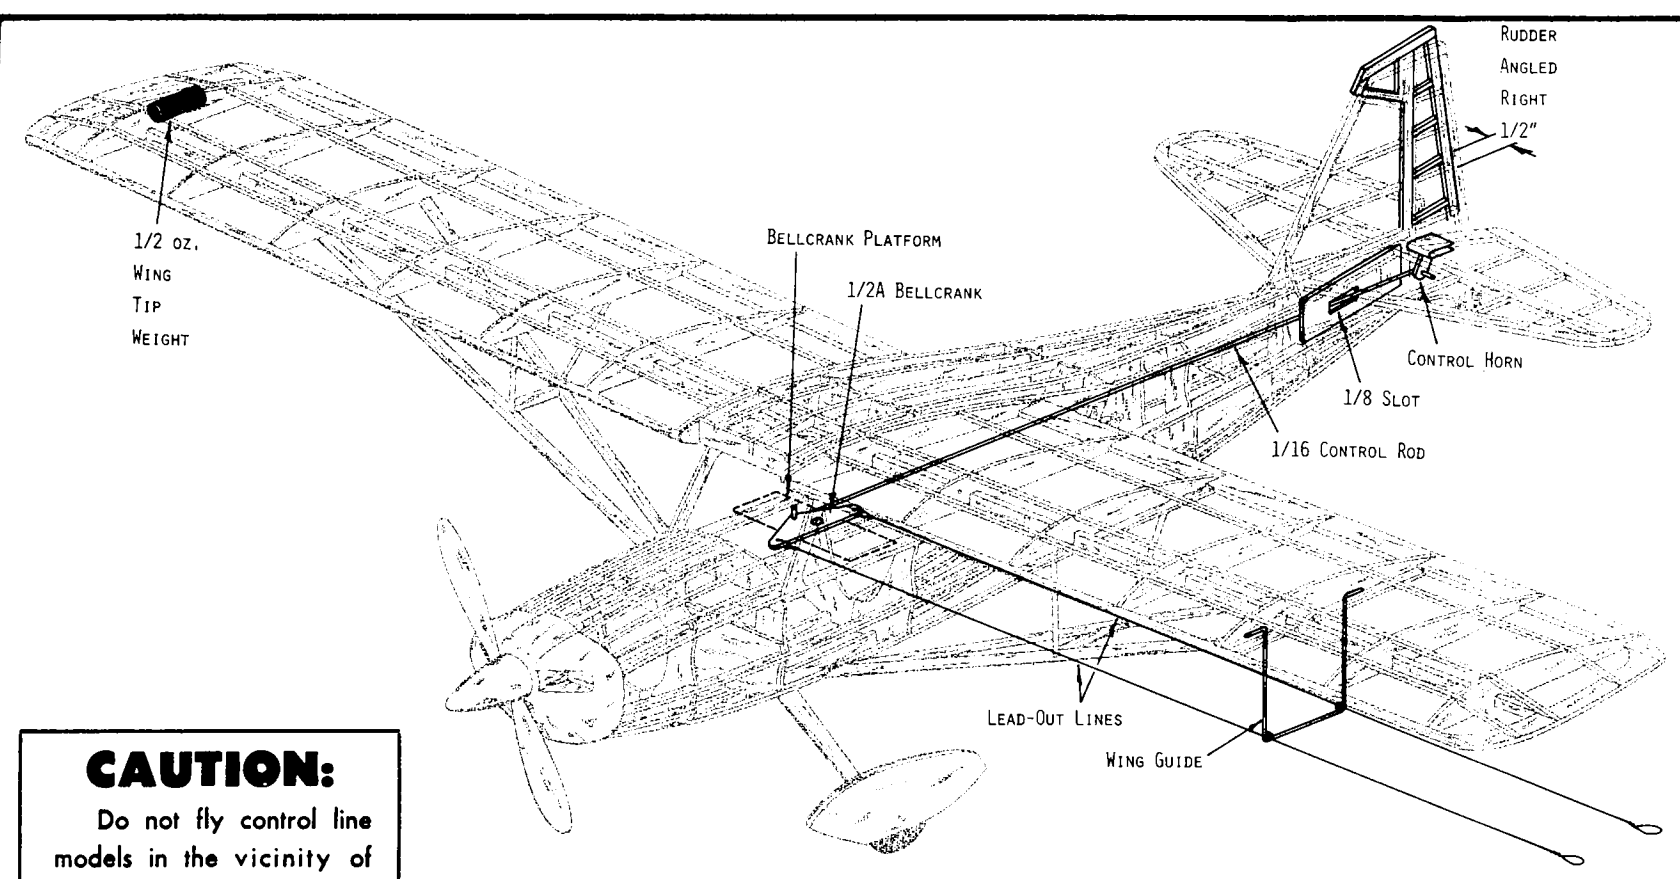 RUDDER
ANGLED
RIGHT
1/2"
1/2 OZ.
WING
TIP
WEIGHT
BELLCRANK PLATFORM
1/2A BELLCRANK
CONTROL HORN
1/8 SLOT
1/16 CONTROL ROD
LEAD-OUT LINES
WING GUIDE
CAUTION:
Do not fly control line
models in the vicinity of